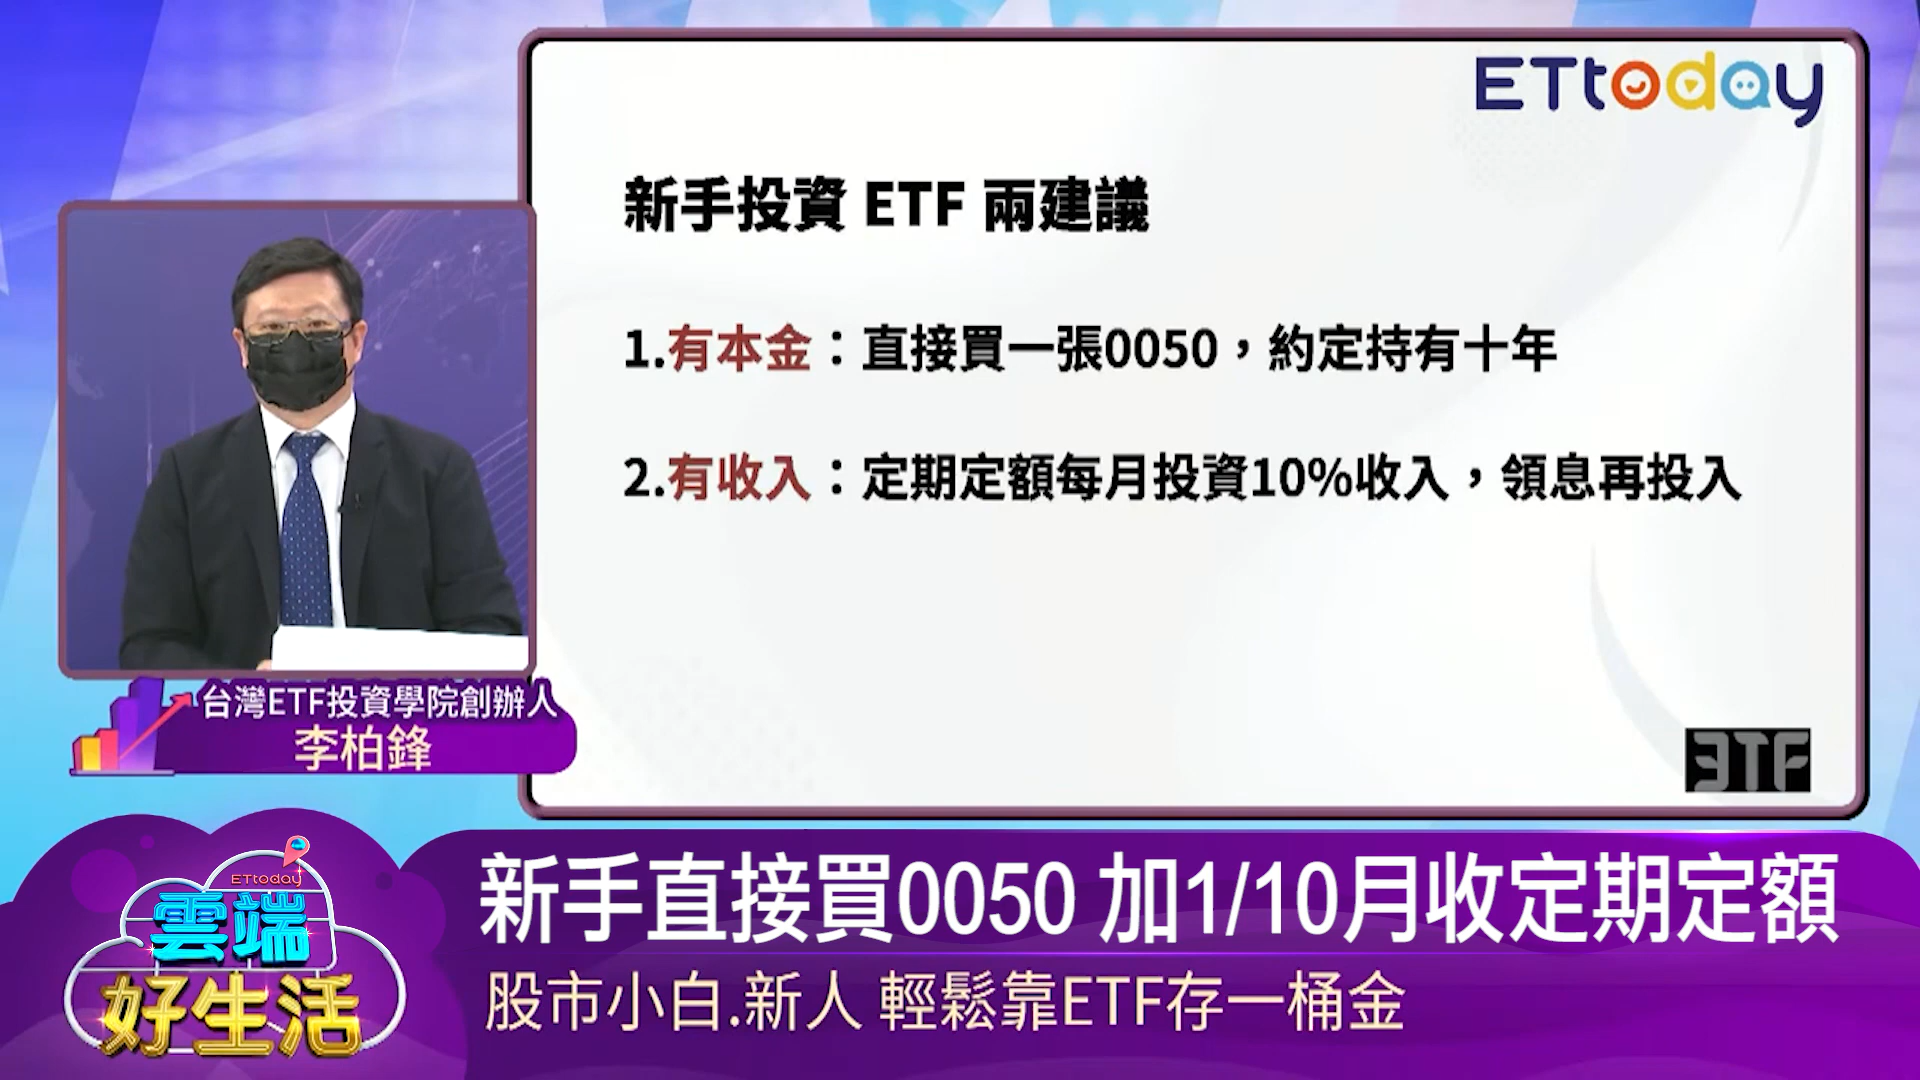 ETtoday
新手投資 ETF 兩建議
1.有本金：直接買一張0050，約定持有十年
2.有收入：定期定額每月投資10%收入，領息再投入
台灣ETF投資學院創辦人
李柏鋒
ETF
ETtoday
雲端
好生活
新手直接買0050 加1/10月收定期定額
股市小白.新人 輕鬆靠ETF存一桶金